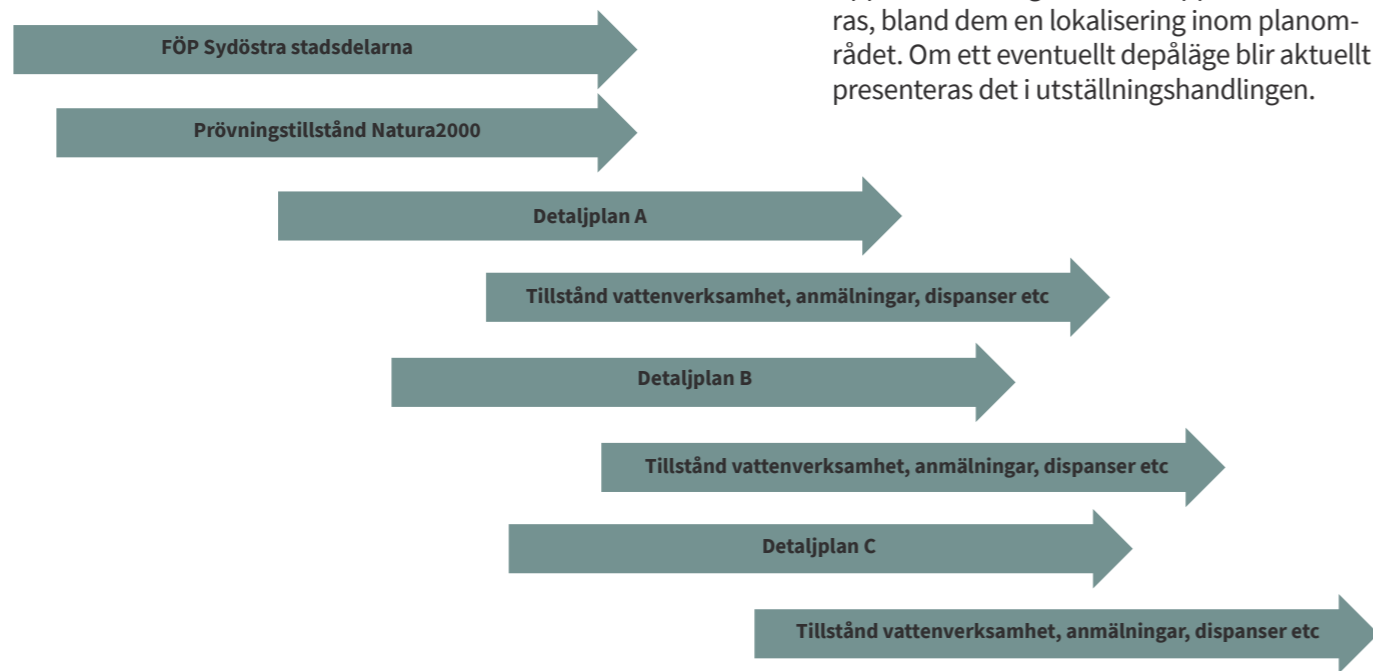 ras, bland dem en lokalisering inom planom-
rådet. Om ett eventuellt depåläge blir aktuellt
presenteras det i utställningshandlingen.
FÖP Sydöstra stadsdelarna
Prövningstillstånd Natura2000
Detaljplan A
Tillstånd vattenverksamhet, anmälningar, dispanser etc
Detaljplan B
Tillstånd vattenverksamhet, anmälningar, dispanser etc
Detaljplan C
Tillstånd vattenverksamhet, anmälningar, dispanser etc